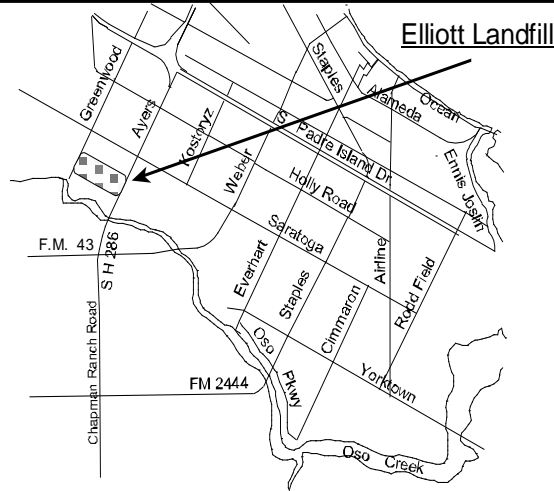 Elliott Landfill
Staples
Greenwood
Ayers
Kostoryz
Weber
S. Padre Island Dr.
Alameda
Ocean
Ennis Joslin
Holly Road
Saratoga
F.M. 43
S H 286
Everhart
Staples
Airline
Cimmaron
Rodd Field
Chapman Ranch Road
Oso Pkwy
FM 2444
Yorktown
Oso Creek